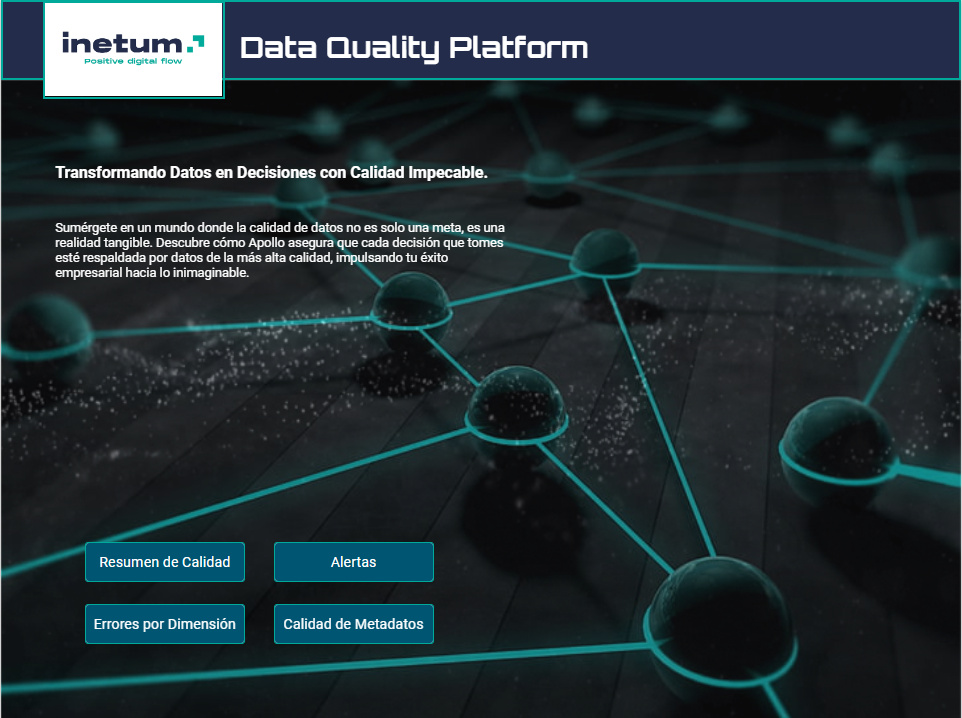 inetum.
Positive digital flow
Data Quality Platform
Transformando Datos en Decisiones con Calidad Impecable.
Sumérgete en un mundo donde la calidad de datos no es solo una meta, es una
realidad tangible. Descubre cómo Apollo asegura que cada decisión que tomes
esté respaldada por datos de la más alta calidad, impulsando tu éxito
empresarial hacia lo inimaginable.
Resumen de Calidad
Alertas
Errores por Dimensión
Calidad de Metadatos